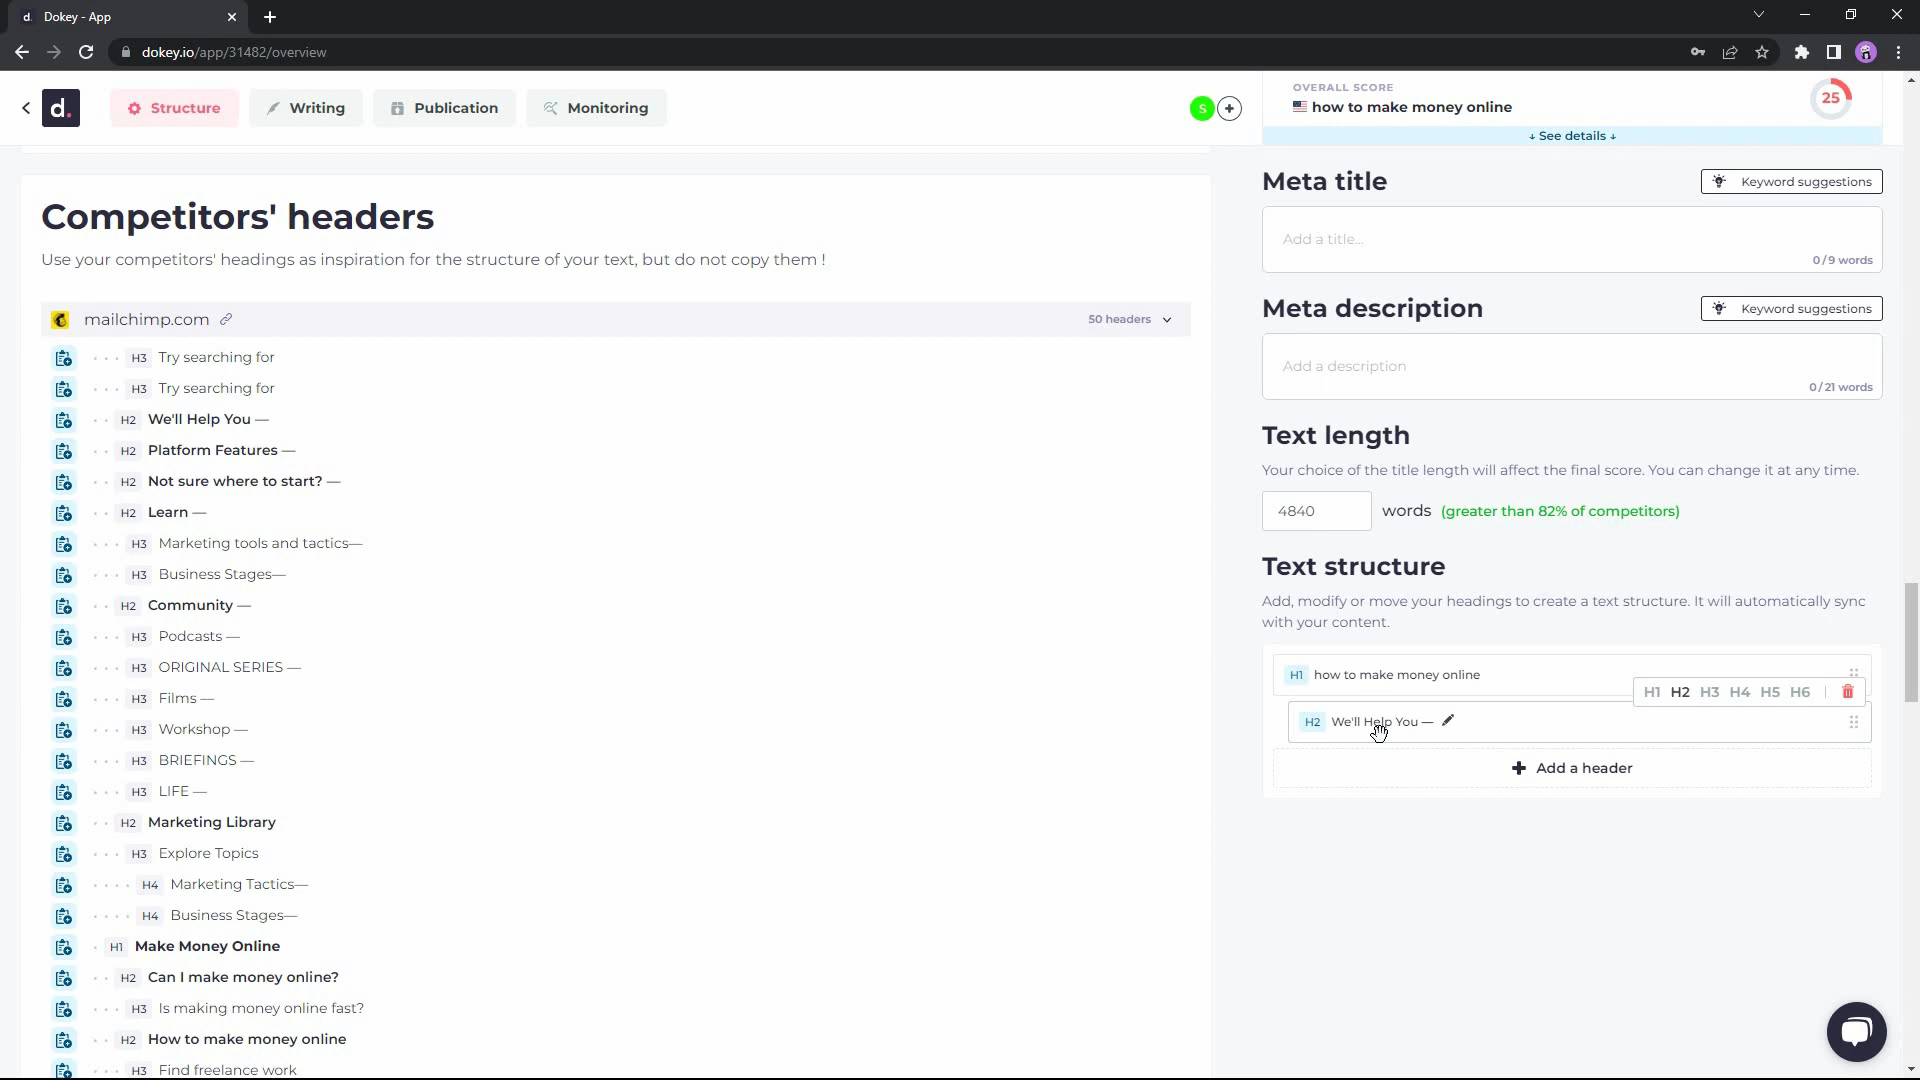 d. Dokey - App
dokey.io/app/31482/overview
d.
Structure
Writing
Publication
Monitoring
S
OVERALL SCORE
how to make money online
25
↓ See details ↓
Competitors' headers
Use your competitors' headings as inspiration for the structure of your text, but do not copy them !
mailchimp.com
50 headers
H3 Try searching for
H3 Try searching for
H2 We'll Help You —
H2 Platform Features —
H2 Not sure where to start? —
H2 Learn —
H3 Marketing tools and tactics—
H3 Business Stages—
H2 Community —
H3 Podcasts —
H3 ORIGINAL SERIES —
H3 Films —
H3 Workshop —
H3 BRIEFINGS —
H3 LIFE —
H2 Marketing Library
H3 Explore Topics
H4 Marketing Tactics—
H4 Business Stages—
H1 Make Money Online
H2 Can I make money online?
H3 Is making money online fast?
H2 How to make money online
H3 Find freelance work
Meta title
Keyword suggestions
Add a title...
0/9 words
Meta description
Keyword suggestions
Add a description
0/21 words
Text length
Your choice of the title length will affect the final score. You can change it at any time.
4840 words (greater than 82% of competitors)
Text structure
Add, modify or move your headings to create a text structure. It will automatically sync
with your content.
H1 how to make money online
H1 H2 H3 H4 H5 H6
H2 We'll Help You —
Add a header